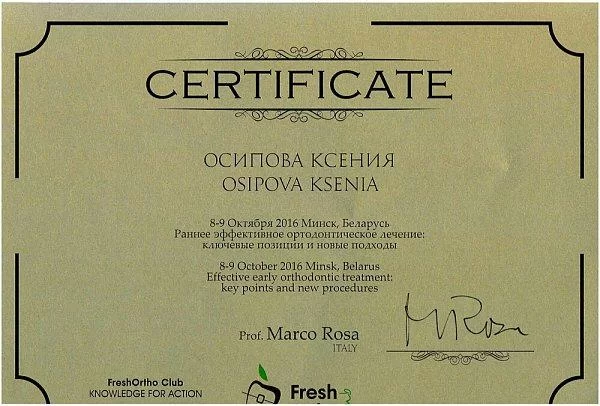 CERTIFICATE
ОСИПОВА КСЕНИЯ
OSIPOVA KSENIA
8-9 Октября 2016 Минск, Беларусь
Раннее эффективное ортодонтическое лечение:
ключевые позиции и новые подходы
8-9 October 2016 Minsk, Belarus
Effective early orthodontic treatment:
key points and new procedures
Prof. Marco Rosa
ITALY
MRosa
FreshOrtho Club
KNOWLEDGE FOR ACTION
Fresh